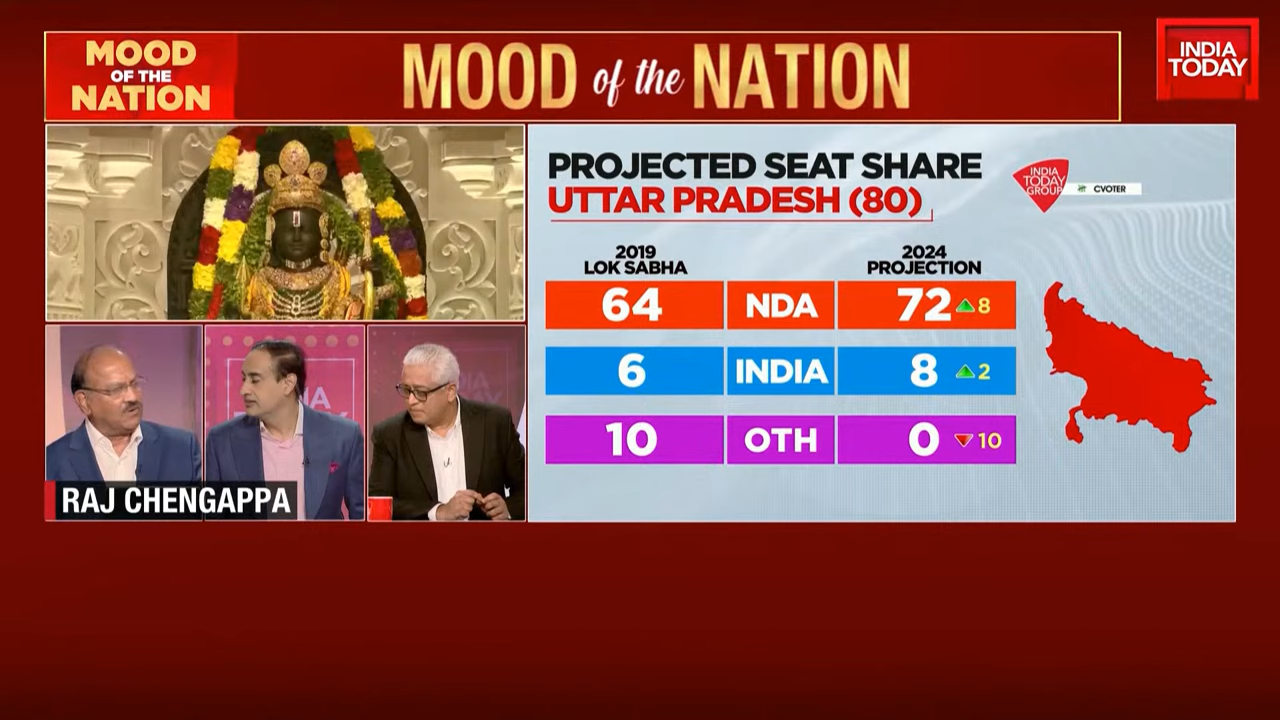 MOOD
OF THE
NATION
MOOD of the NATION
INDIA
TODAY
PROJECTED SEAT SHARE
UTTAR PRADESH (80)
INDIA
TODAY
GROUP
CVOTER
2019
LOK SABHA
2024
PROJECTION
64 NDA 72 8
6 INDIA 8 2
10 OTH 0 10
RAJ CHENGAPPA